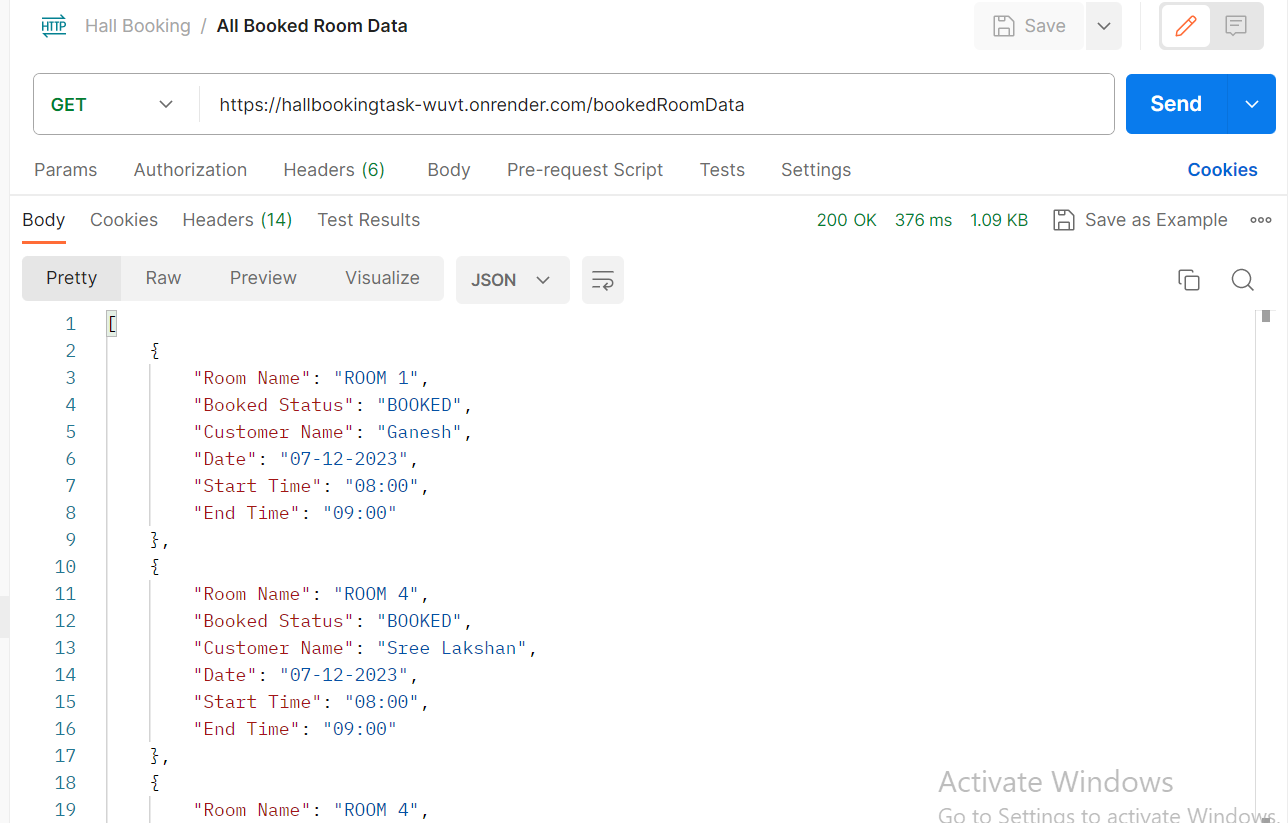 HTTP Hall Booking / All Booked Room Data Save
GET https://hallbookingtask-wuvt.onrender.com/bookedRoomData Send
Params Authorization Headers (6) Body Pre-request Script Tests Settings Cookies
Body Cookies Headers (14) Test Results 200 OK 376 ms 1.09 KB Save as Example
Pretty Raw Preview Visualize JSON
1 [
2 {
3 "Room Name": "ROOM 1",
4 "Booked Status": "BOOKED",
5 "Customer Name": "Ganesh",
6 "Date": "07-12-2023",
7 "Start Time": "08:00",
8 "End Time": "09:00"
9 },
10 {
11 "Room Name": "ROOM 4",
12 "Booked Status": "BOOKED",
13 "Customer Name": "Sree Lakshan",
14 "Date": "07-12-2023",
15 "Start Time": "08:00",
16 "End Time": "09:00"
17 },
18 {
19 "Room Name": "ROOM 4",
Activate Windows
Go to Settings to activate Windows.